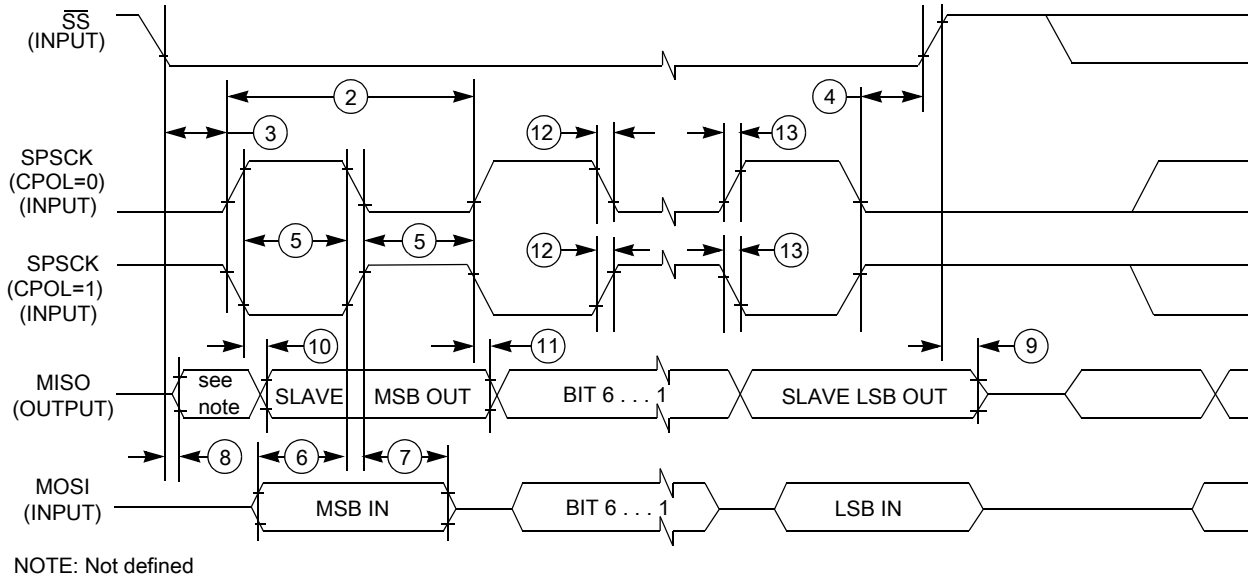 SS
(INPUT)
2
4
3
12
13
SPSCK
(CPOL=0)
(INPUT)
5
5
SPSCK
(CPOL=1)
(INPUT)
12
13
10
11
9
MISO
(OUTPUT)
see
note
SLAVE
MSB OUT
BIT 6 . . . 1
SLAVE LSB OUT
8
6
7
MOSI
(INPUT)
MSB IN
BIT 6 . . . 1
LSB IN
NOTE: Not defined